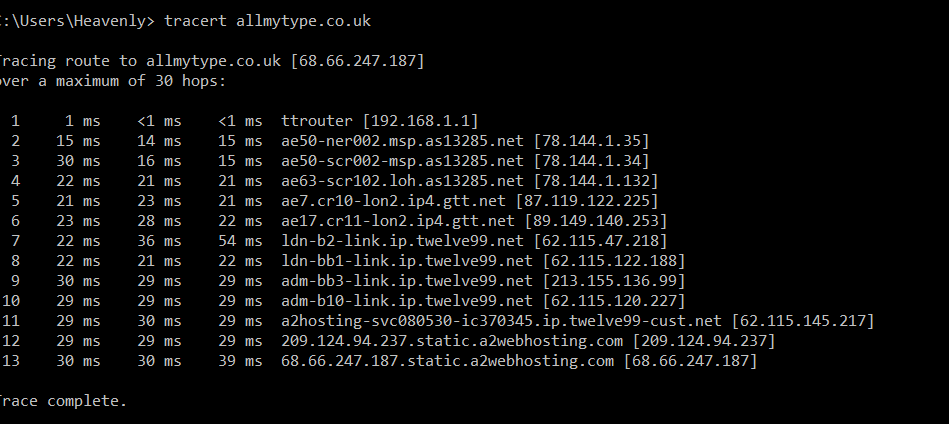 :\Users\Heavenly> tracert allmytype.co.uk
racing route to allmytype.co.uk [68.66.247.187]
over a maximum of 30 hops:
1 1 ms <1 ms <1 ms ttrouter [192.168.1.1]
2 15 ms 14 ms 15 ms ae50-ner002.msp.as13285.net [78.144.1.35]
3 30 ms 16 ms 15 ms ae50-scr002-msp.as13285.net [78.144.1.34]
4 22 ms 21 ms 21 ms ae63-scr102.loh.as13285.net [78.144.1.132]
5 21 ms 23 ms 21 ms ae7.cr10-lon2.ip4.gtt.net [87.119.122.225]
6 23 ms 28 ms 22 ms ae17.cr11-lon2.ip4.gtt.net [89.149.140.253]
7 22 ms 36 ms 54 ms ldn-b2-link.ip.twelve99.net [62.115.47.218]
8 22 ms 21 ms 22 ms ldn-bb1-link.ip.twelve99.net [62.115.122.188]
9 30 ms 29 ms 29 ms adm-bb3-link.ip.twelve99.net [213.155.136.99]
10 29 ms 29 ms 29 ms adm-b10-link.ip.twelve99.net [62.115.120.227]
11 29 ms 30 ms 29 ms a2hosting-svc080530-ic370345.ip.twelve99-cust.net [62.115.145.217]
12 29 ms 29 ms 29 ms 209.124.94.237.static.a2webhosting.com [209.124.94.237]
13 30 ms 30 ms 39 ms 68.66.247.187.static.a2webhosting.com [68.66.247.187]
Trace complete.